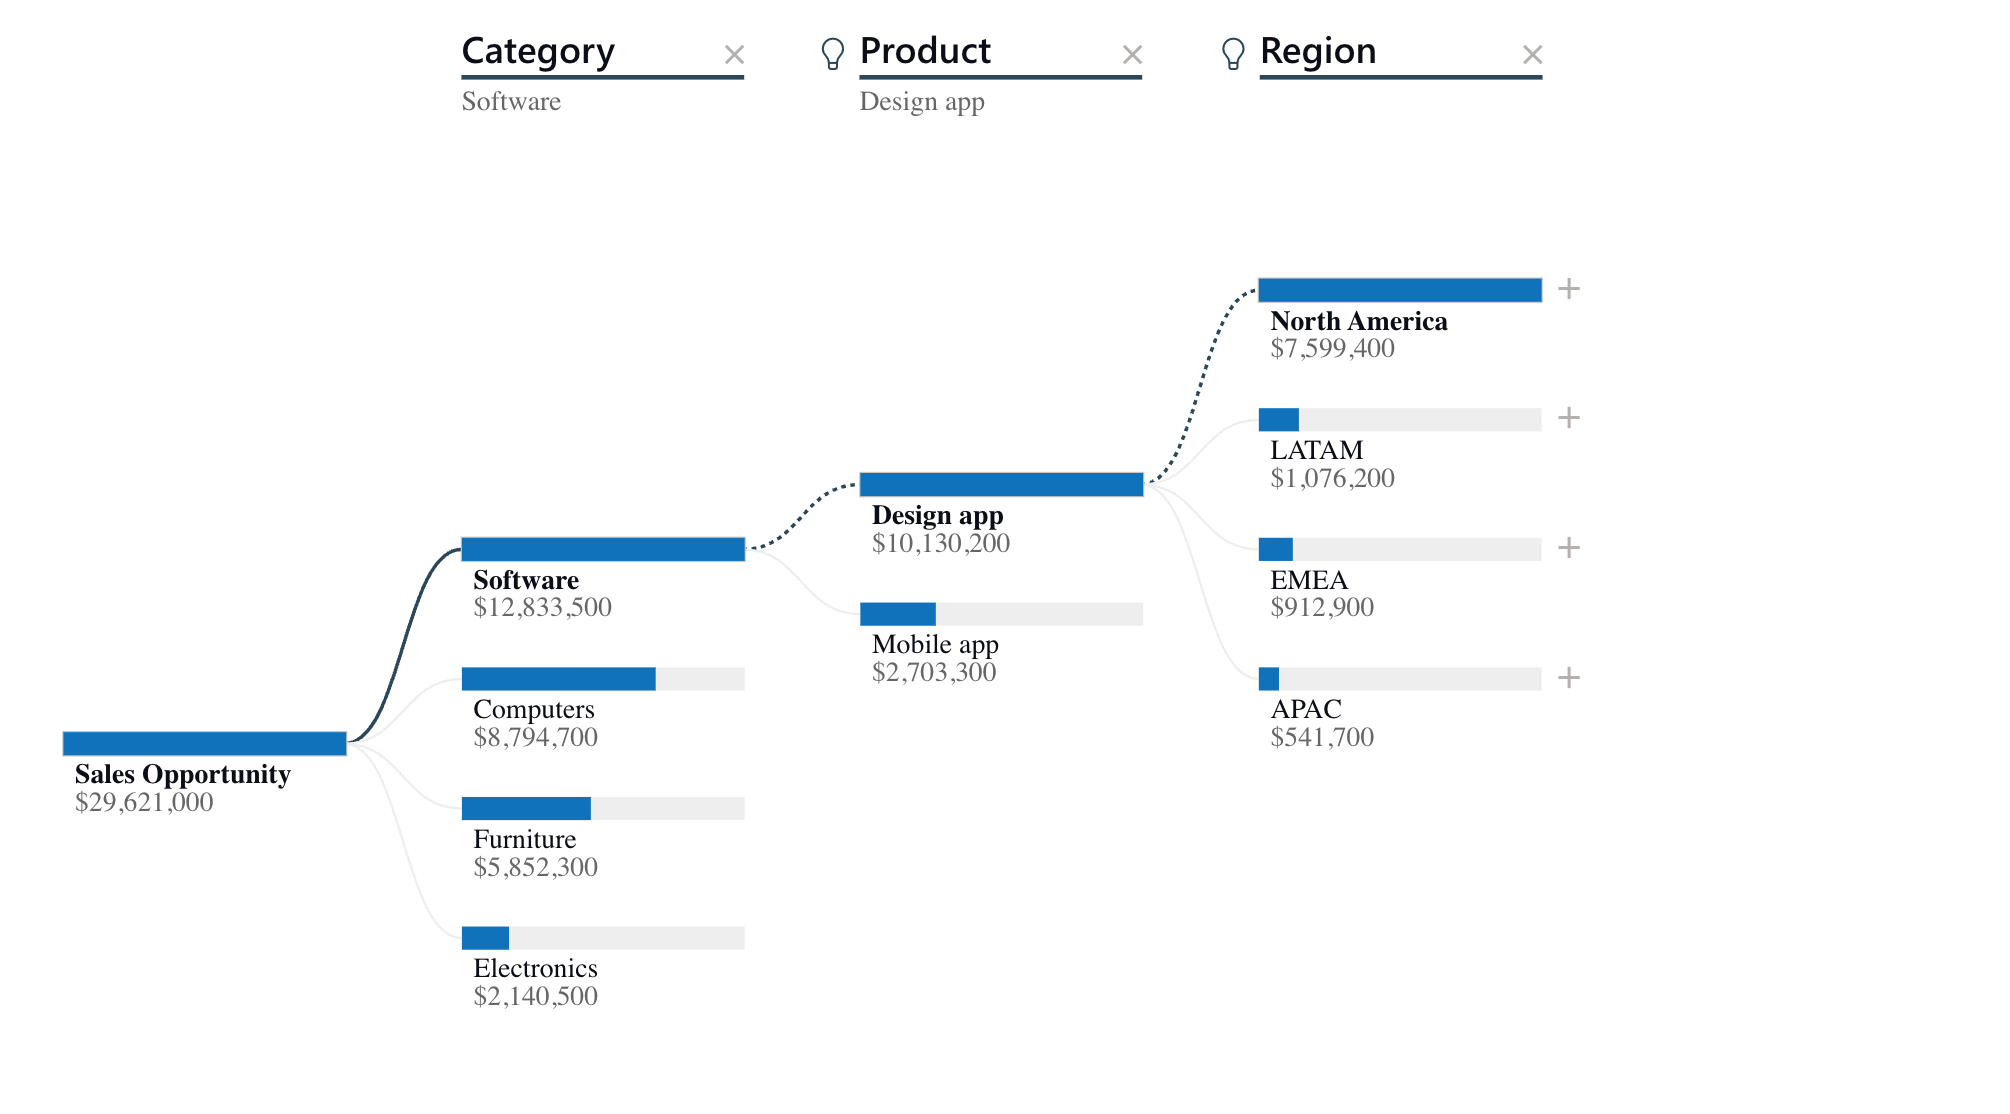 Category
Product
Region
Software
Design app
North America
$7,599,400
LATAM
$1,076,200
Design app
$10,130,200
Software
$12,833,500
EMEA
$912,900
Mobile app
$2,703,300
Computers
$8,794,700
APAC
$541,700
Sales Opportunity
$29,621,000
Furniture
$5,852,300
Electronics
$2,140,500